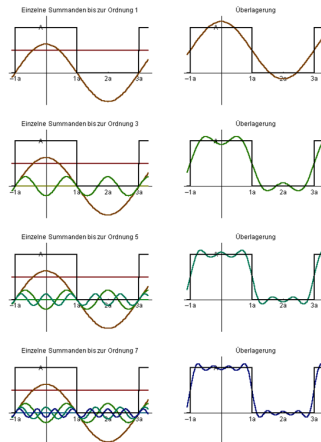 Einzelne Summanden bis zur Ordnung 1
Überlagerung
A
A
-1a 1a 2a 3a
-1a 1a 2a 3a
Einzelne Summanden bis zur Ordnung 3
Überlagerung
A
A
-1a 1a 2a 3a
-1a 1a 2a 3a
Einzelne Summanden bis zur Ordnung 5
Überlagerung
A
-1a 1a 2a 3a
-1a 1a 2a 3a
Einzelne Summanden bis zur Ordnung 7
Überlagerung
A
-1a 1a 2a 3a
-1a 1a 2a 3a